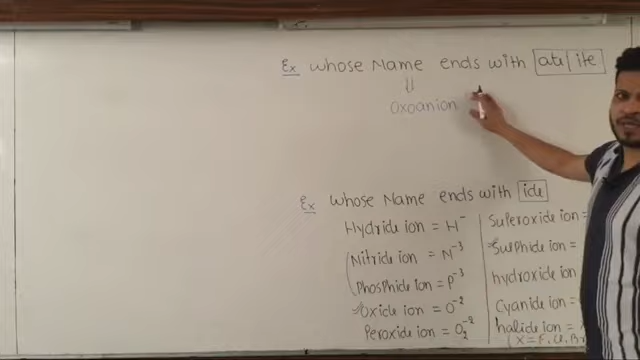 Ex whose Name ends with ate/ite
⇓
Oxoanion
Ex whose Name ends with ide
Hydride ion = H⁻
Nitride ion = N⁻³
Phosphide ion = P⁻³
Oxide ion = O⁻²
Peroxide ion = O₂⁻²
Superoxide ion =
Sulphide ion =
hydroxide ion
Cyanide ion =
halide ion =
(X = F, Cl, Br